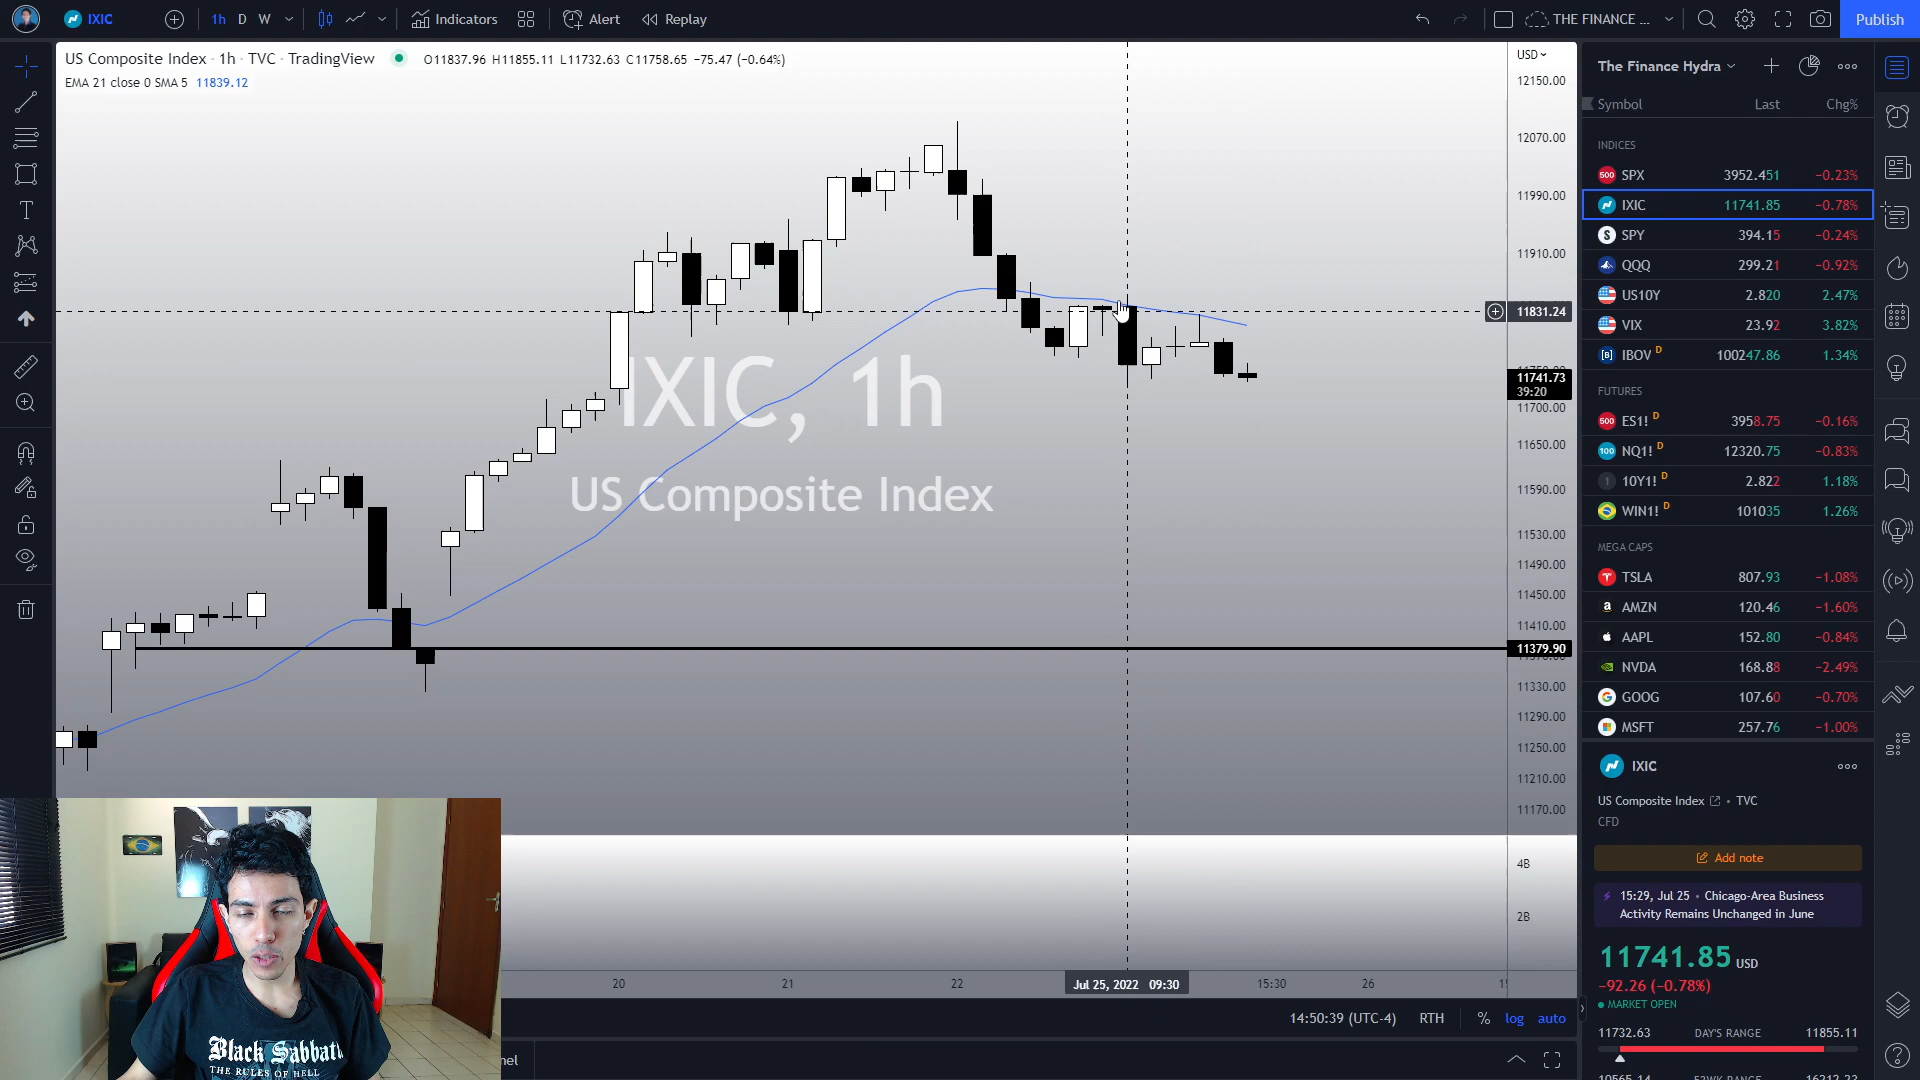 IXIC
1h D W
Indicators
Alert
Replay
THE FINANCE ...
Publish
US Composite Index · 1h · TVC · TradingView
O11837.96 H11855.11 L11732.63 C11758.65 −75.47 (−0.64%)
EMA 21 close 0 SMA 5 11839.12
USD
12150.00
12070.00
11990.00
11910.00
11831.24
11741.73
39:20
11700.00
11650.00
11590.00
11530.00
11490.00
11450.00
11410.00
11379.90
11330.00
11290.00
11250.00
11210.00
11170.00
4B
2B
IXIC, 1h
US Composite Index
20
21
22
Jul 25, 2022 09:30
15:30
26
14:50:39 (UTC-4)
RTH
%
log
auto
nel
The Finance Hydra
Symbol Last Chg%
INDICES
SPX 3952.451 −0.23%
IXIC 11741.85 −0.78%
SPY 394.15 −0.24%
QQQ 299.21 −0.92%
US10Y 2.820 2.47%
VIX 23.92 3.82%
IBOV D 100247.86 1.34%
FUTURES
ES1! D 3958.75 −0.16%
NQ1! D 12320.75 −0.83%
10Y1! D 2.822 1.18%
WIN1! D 101035 1.26%
MEGA CAPS
TSLA 807.93 −1.08%
AMZN 120.46 −1.60%
AAPL 152.80 −0.84%
NVDA 168.88 −2.49%
GOOG 107.60 −0.70%
MSFT 257.76 −1.00%
IXIC
US Composite Index • TVC
CFD
Add note
15:29, Jul 25 • Chicago-Area Business
Activity Remains Unchanged in June
11741.85 USD
−92.26 (−0.78%)
MARKET OPEN
11732.63 DAY'S RANGE 11855.11
10565.14 52WK RANGE 16212.23
Black Sabbath
THE RULES OF HELL